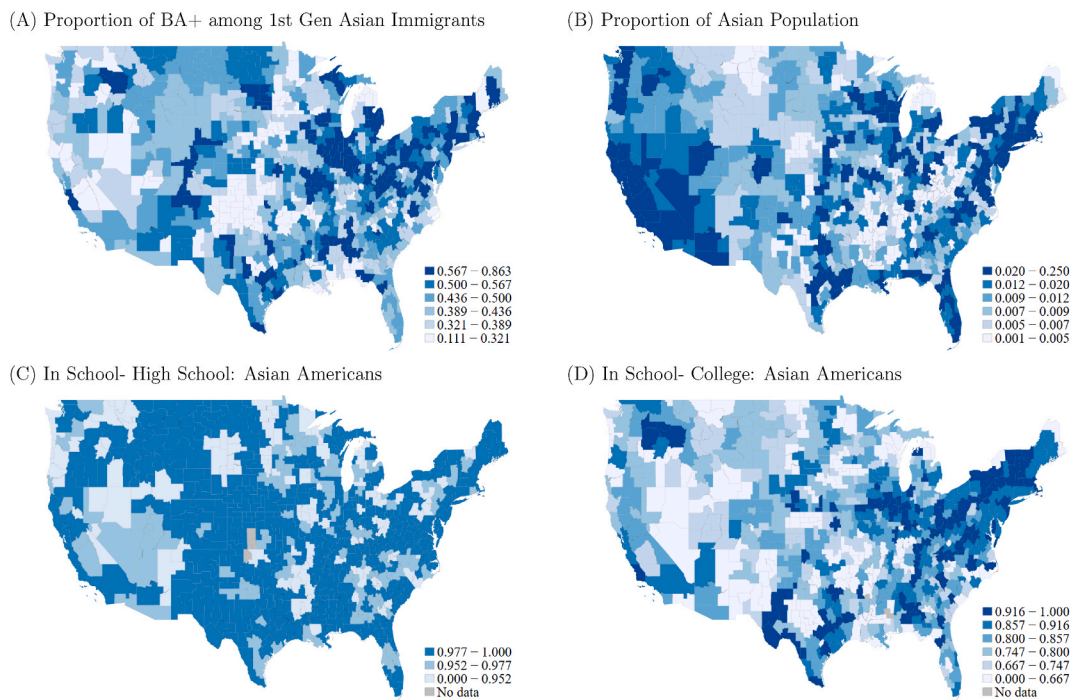 (A) Proportion of BA+ among 1st Gen Asian Immigrants
0.567 – 0.863
0.500 – 0.567
0.436 – 0.500
0.389 – 0.436
0.321 – 0.389
0.111 – 0.321
(B) Proportion of Asian Population
0.020 – 0.250
0.012 – 0.020
0.009 – 0.012
0.007 – 0.009
0.005 – 0.007
0.001 – 0.005
(C) In School- High School: Asian Americans
0.977 – 1.000
0.952 – 0.977
0.000 – 0.952
No data
(D) In School- College: Asian Americans
0.916 – 1.000
0.857 – 0.916
0.800 – 0.857
0.747 – 0.800
0.667 – 0.747
0.000 – 0.667
No data